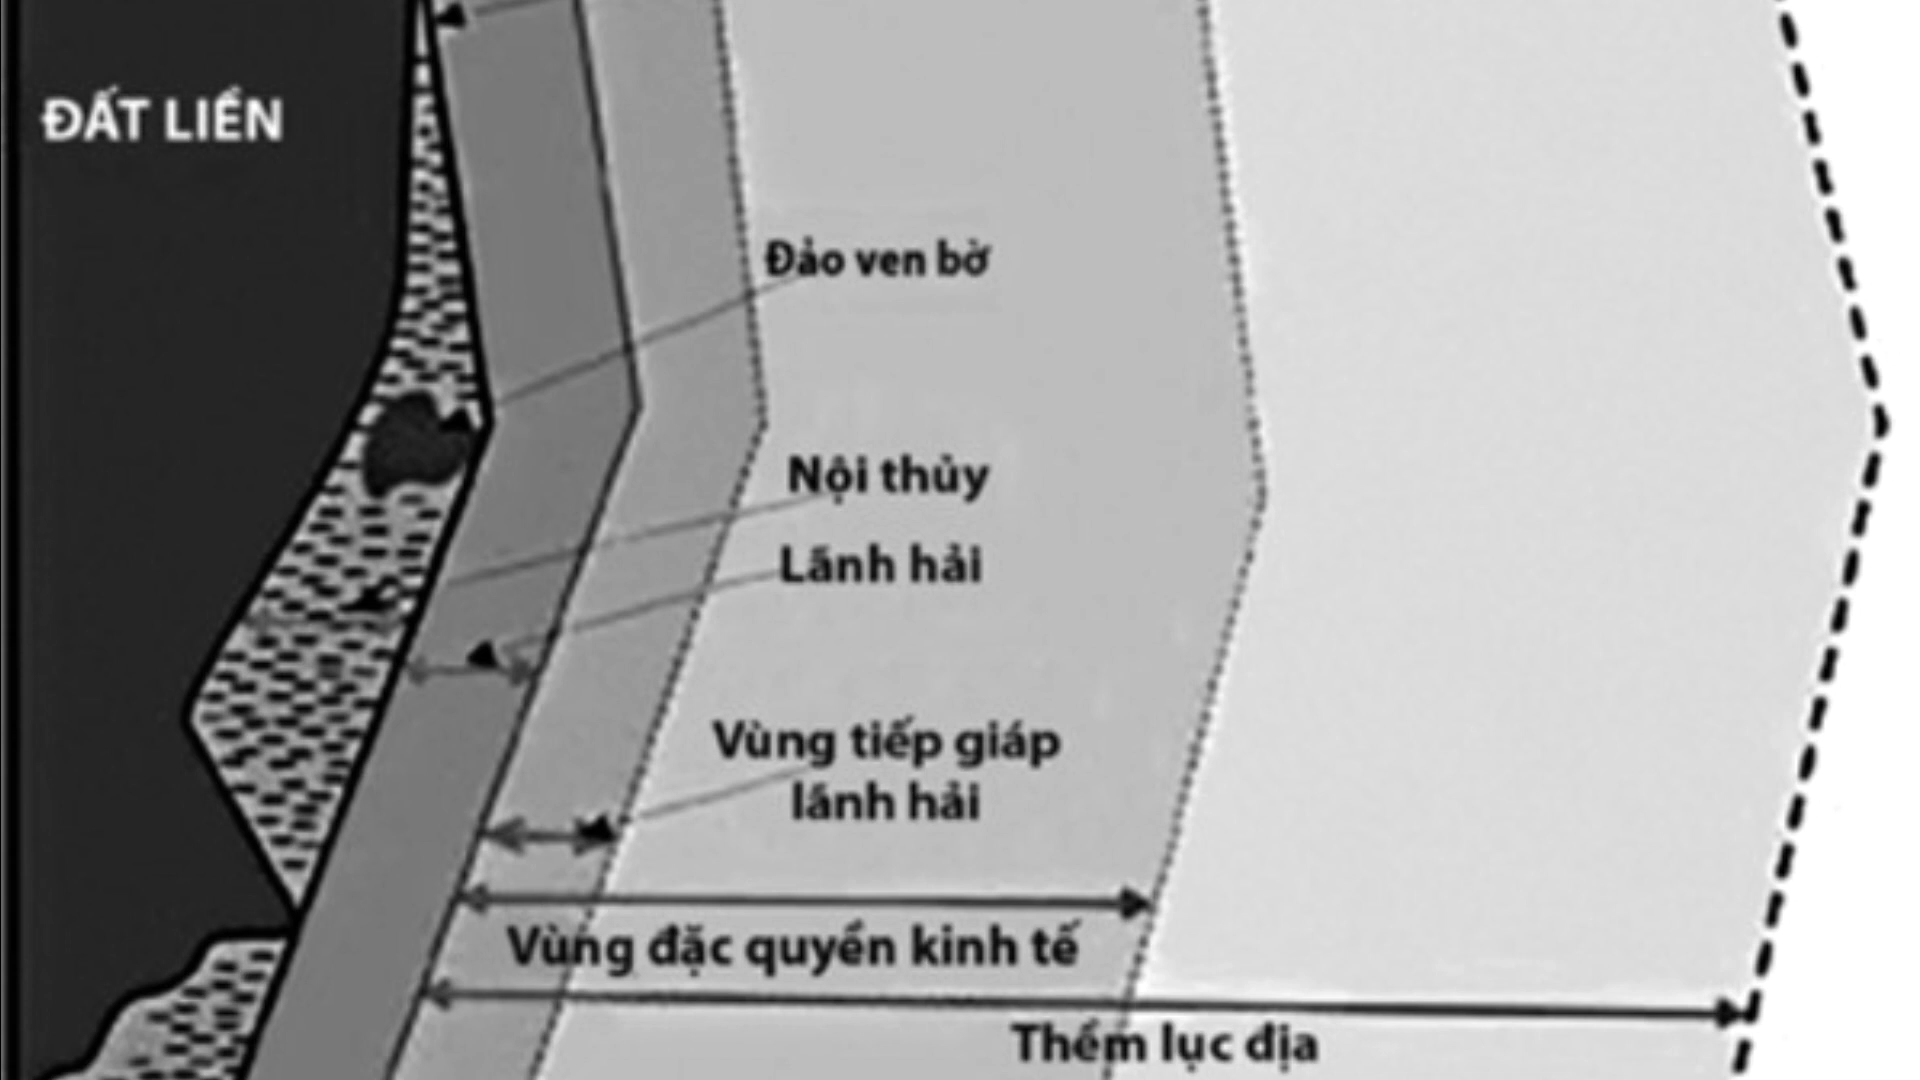 ĐẤT LIỀN
Đảo ven bờ
Nội thủy
Lãnh hải
Vùng tiếp giáp
lãnh hải
Vùng đặc quyền kinh tế
Thềm lục địa